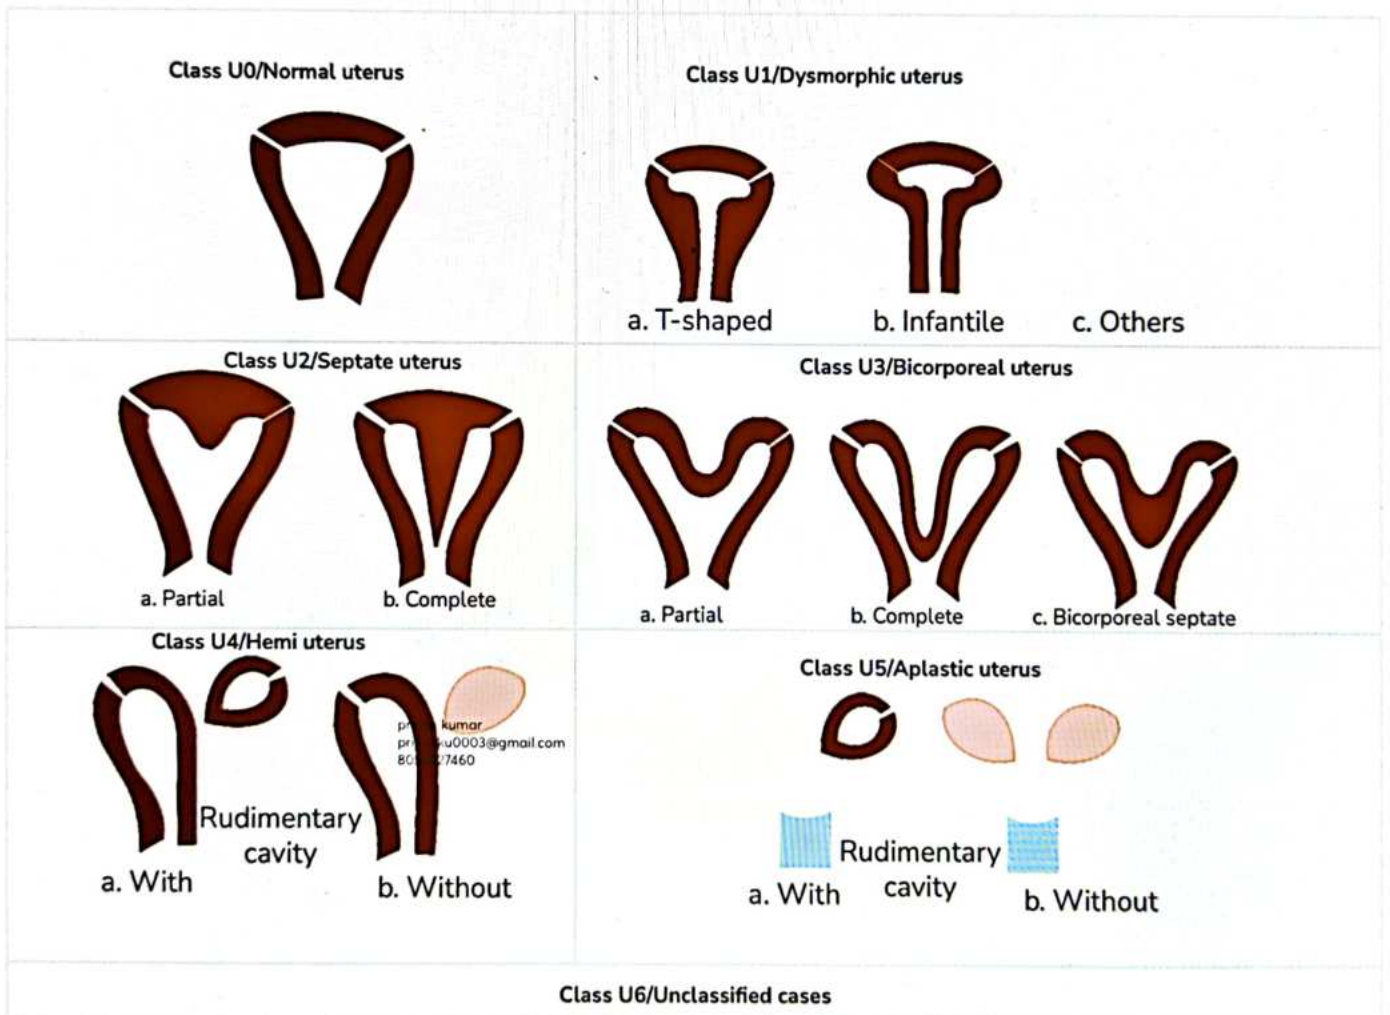 Class U0/Normal uterus
Class U1/Dysmorphic uterus
a. T-shaped
b. Infantile
c. Others
Class U2/Septate uterus
a. Partial
b. Complete
Class U3/Bicorporeal uterus
a. Partial
b. Complete
c. Bicorporeal septate
Class U4/Hemi uterus
kumar
Rudimentary
cavity
a. With
b. Without
Class U5/Aplastic uterus
Rudimentary
cavity
a. With
b. Without
Class U6/Unclassified cases